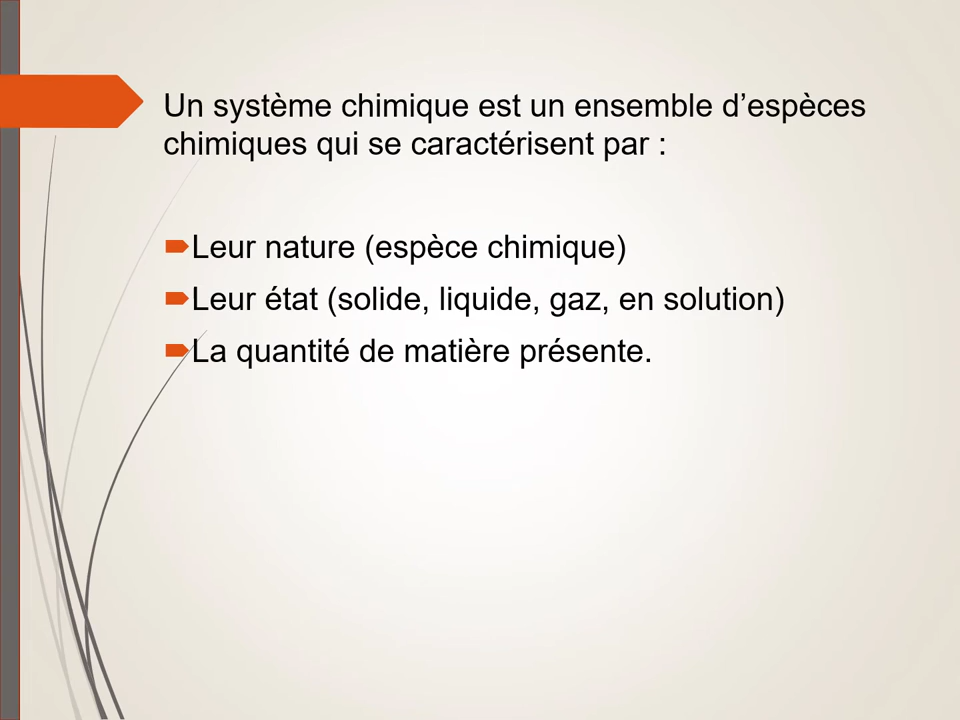 Un système chimique est un ensemble d’espèces
chimiques qui se caractérisent par :
Leur nature (espèce chimique)
Leur état (solide, liquide, gaz, en solution)
La quantité de matière présente.